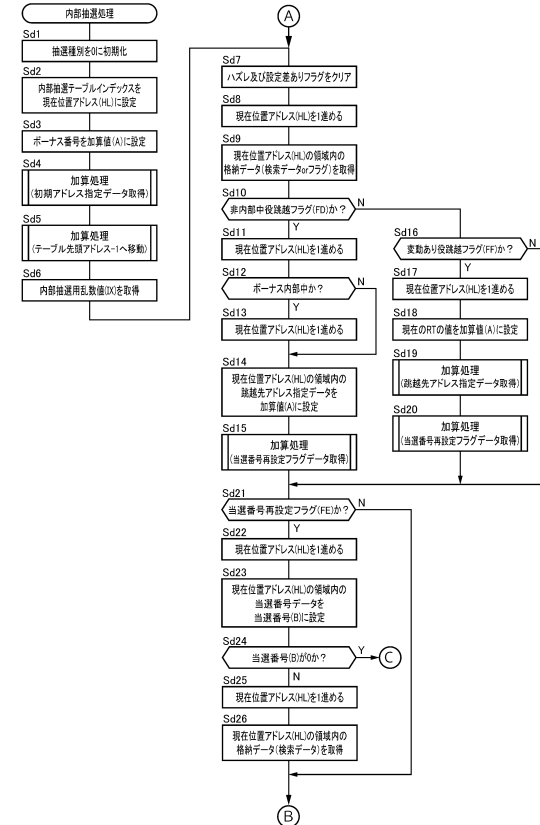 内部抽選処理
Sd1
抽選種別を0に初期化
Sd2
内部抽選テーブルインデックスを
現在位置アドレス(HL)に設定
Sd3
ボーナス番号を加算値(A)に設定
Sd4
加算処理
(初期アドレス指定データ取得)
Sd5
加算処理
(テーブル先頭アドレス-1へ移動)
Sd6
内部抽選用乱数値(IX)を取得
A
Sd7
ハズレ及び設定差ありフラグをクリア
Sd8
現在位置アドレス(HL)を1進める
Sd9
現在位置アドレス(HL)の領域内の
格納データ(検索データorフラグ)を取得
Sd10
非内部中役跳越フラグ(FD)か？
N
Y
Sd11
現在位置アドレス(HL)を1進める
Sd12
ボーナス内部中か？
N
Y
Sd13
現在位置アドレス(HL)を1進める
Sd14
現在位置アドレス(HL)の領域内の
跳越先アドレス指定データを
加算値(A)に設定
Sd15
加算処理
(当選番号再設定フラグデータ取得)
Sd16
変動あり役跳越フラグ(FF)か？
N
Y
Sd17
現在位置アドレス(HL)を1進める
Sd18
現在のRTの値を加算値(A)に設定
Sd19
加算処理
(跳越先アドレス指定データ取得)
Sd20
加算処理
(当選番号再設定フラグデータ取得)
Sd21
当選番号再設定フラグ(FE)か？
N
Y
Sd22
現在位置アドレス(HL)を1進める
Sd23
現在位置アドレス(HL)の領域内の
当選番号データを
当選番号(B)に設定
Sd24
当選番号(B)が0か？
Y
C
N
Sd25
現在位置アドレス(HL)を1進める
Sd26
現在位置アドレス(HL)の領域内の
格納データ(検索データ)を取得
B